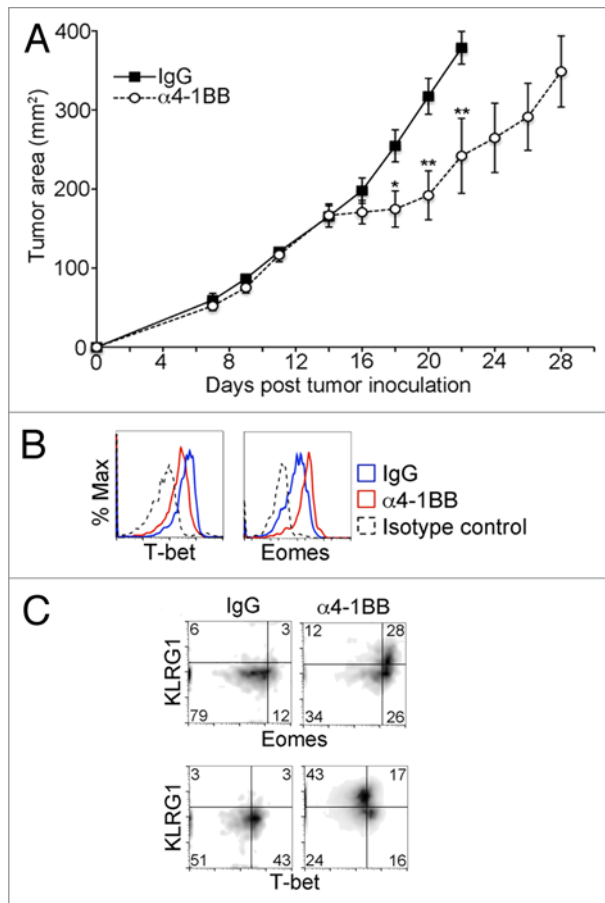 A
400
300
200
100
0
Tumor area (mm²)
IgG
α4-1BB
*
**
**
0 4 8 12 16 20 24 28
Days post tumor inoculation
B
% Max
T-bet
Eomes
IgG
α4-1BB
Isotype control
C
IgG α4-1BB
KLRG1
6 3
79 12
12 28
34 26
Eomes
KLRG1
3 3
51 43
43 17
24 16
T-bet